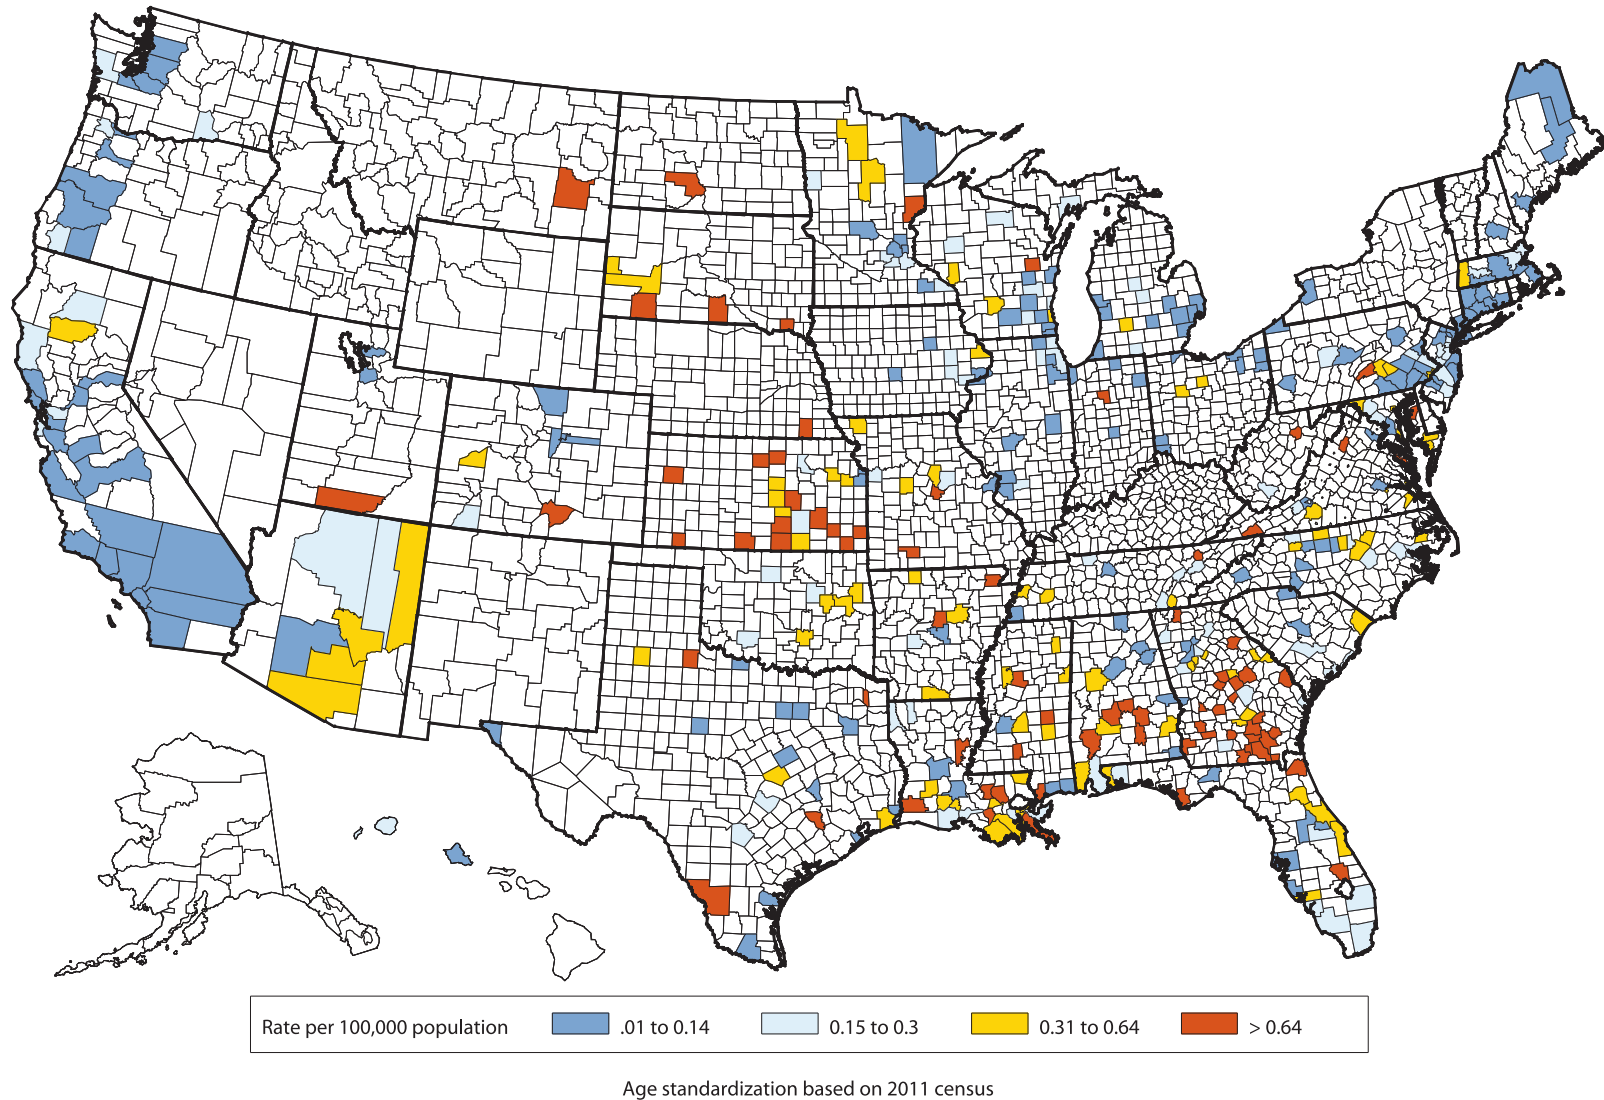 Rate per 100,000 population .01 to 0.14 0.15 to 0.3 0.31 to 0.64 > 0.64
Age standardization based on 2011 census